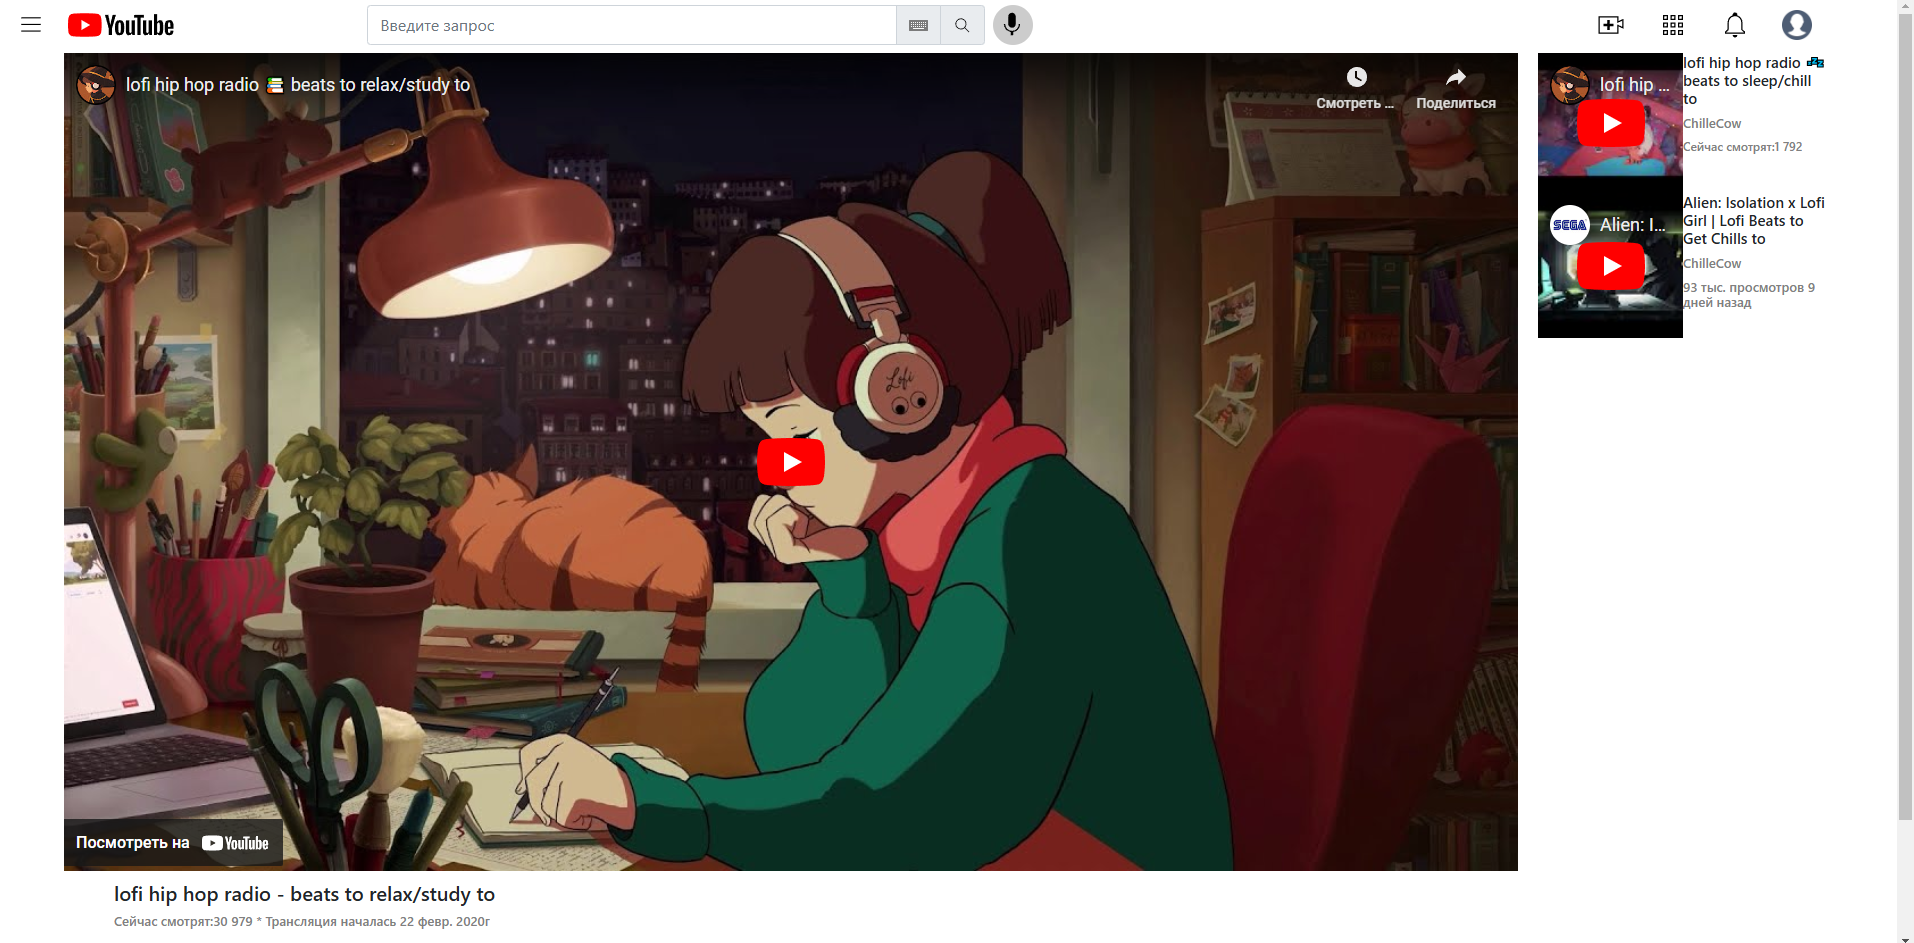 YouTube
Введите запрос
lofi hip hop radio 📚 beats to relax/study to
Смотреть ...
Поделиться
Lofi
Посмотреть на YouTube
lofi hip hop radio - beats to relax/study to
Сейчас смотрят:30 979 * Трансляция началась 22 февр. 2020г
lofi hip ...
lofi hip hop radio 💤
beats to sleep/chill
to
ChilleCow
Сейчас смотрят:1 792
SEGA
Alien: I...
Alien: Isolation x Lofi
Girl | Lofi Beats to
Get Chills to
ChilleCow
93 тыс. просмотров 9
дней назад